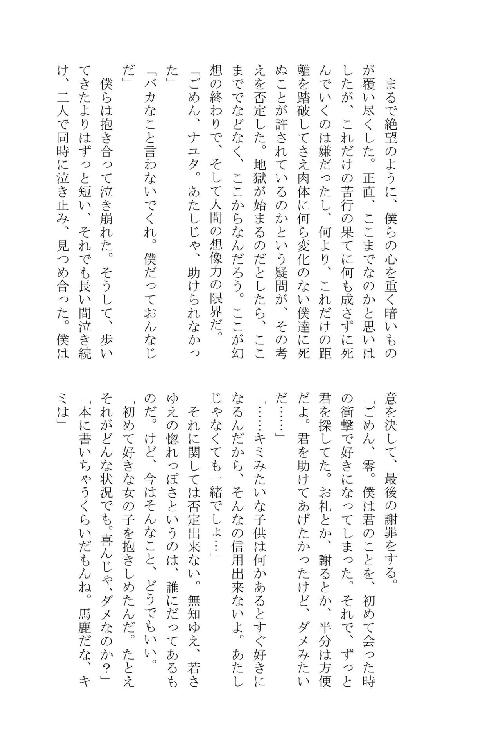 まるで絶望のように、僕らの心を重く暗いもの
が覆い尽くした。正直、ここまでなのかと思いは
したが、これだけの苦行の果てに何も成さずに死
んでいくのは嫌だったし、何より、これだけの距
離を踏破してさえ肉体に何ら変化のない僕達に死
ぬことが許されているのかという疑問が、その考
えを否定した。地獄が始まるのだとしたら、ここ
まででなどなく、ここからなんだろう。ここが幻
想の終わりで、そして人間の想像力の限界だ。
「ごめん、ナユタ。あたしじゃ、助けられなかっ
た」
「バカなこと言わないでくれ。僕だっておんなじ
だ」
僕らは抱き合って泣き崩れた。そうして、歩い
てきたよりはずっと短い、それでも長い間泣き続
け、二人で同時に泣き止み、見つめ合った。僕は
意を決して、最後の謝罪をする。
「ごめん、零。僕は君のことを、初めて会った時
の衝撃で好きになってしまった。それで、ずっと
君を探してた。お礼とか、謝るとか、半分は方便
だよ。君を助けてあげたかったけど、ダメみたい
だ……」
「……キミみたいな子供は何かあるとすぐ好きに
なるんだから、そんなの信用出来ないよ。あたし
じゃなくても一緒でしょ…」
それに関しては否定出来ない。無知ゆえ、若さ
ゆえの惚れっぽさというのは、誰にだってあるも
のだ。けど、今はそんなこと、どうでもいい。
「初めて好きな女の子を抱きしめたんだ。たとえ
それがどんな状況でも。喜んじゃ、ダメなのか？」
「本に書いちゃうくらいだもんね。馬鹿だな、キ
ミは」